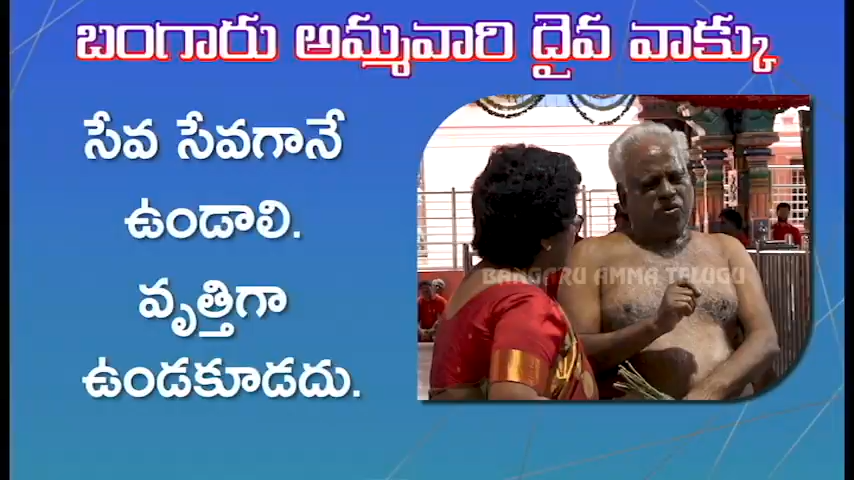 బంగారు అమ్మవారి దైవ వాక్కు
సేవ సేవగానే
ఉండాలి.
వృత్తిగా
ఉండకూడదు.
BANGARU AMMA TELUGU